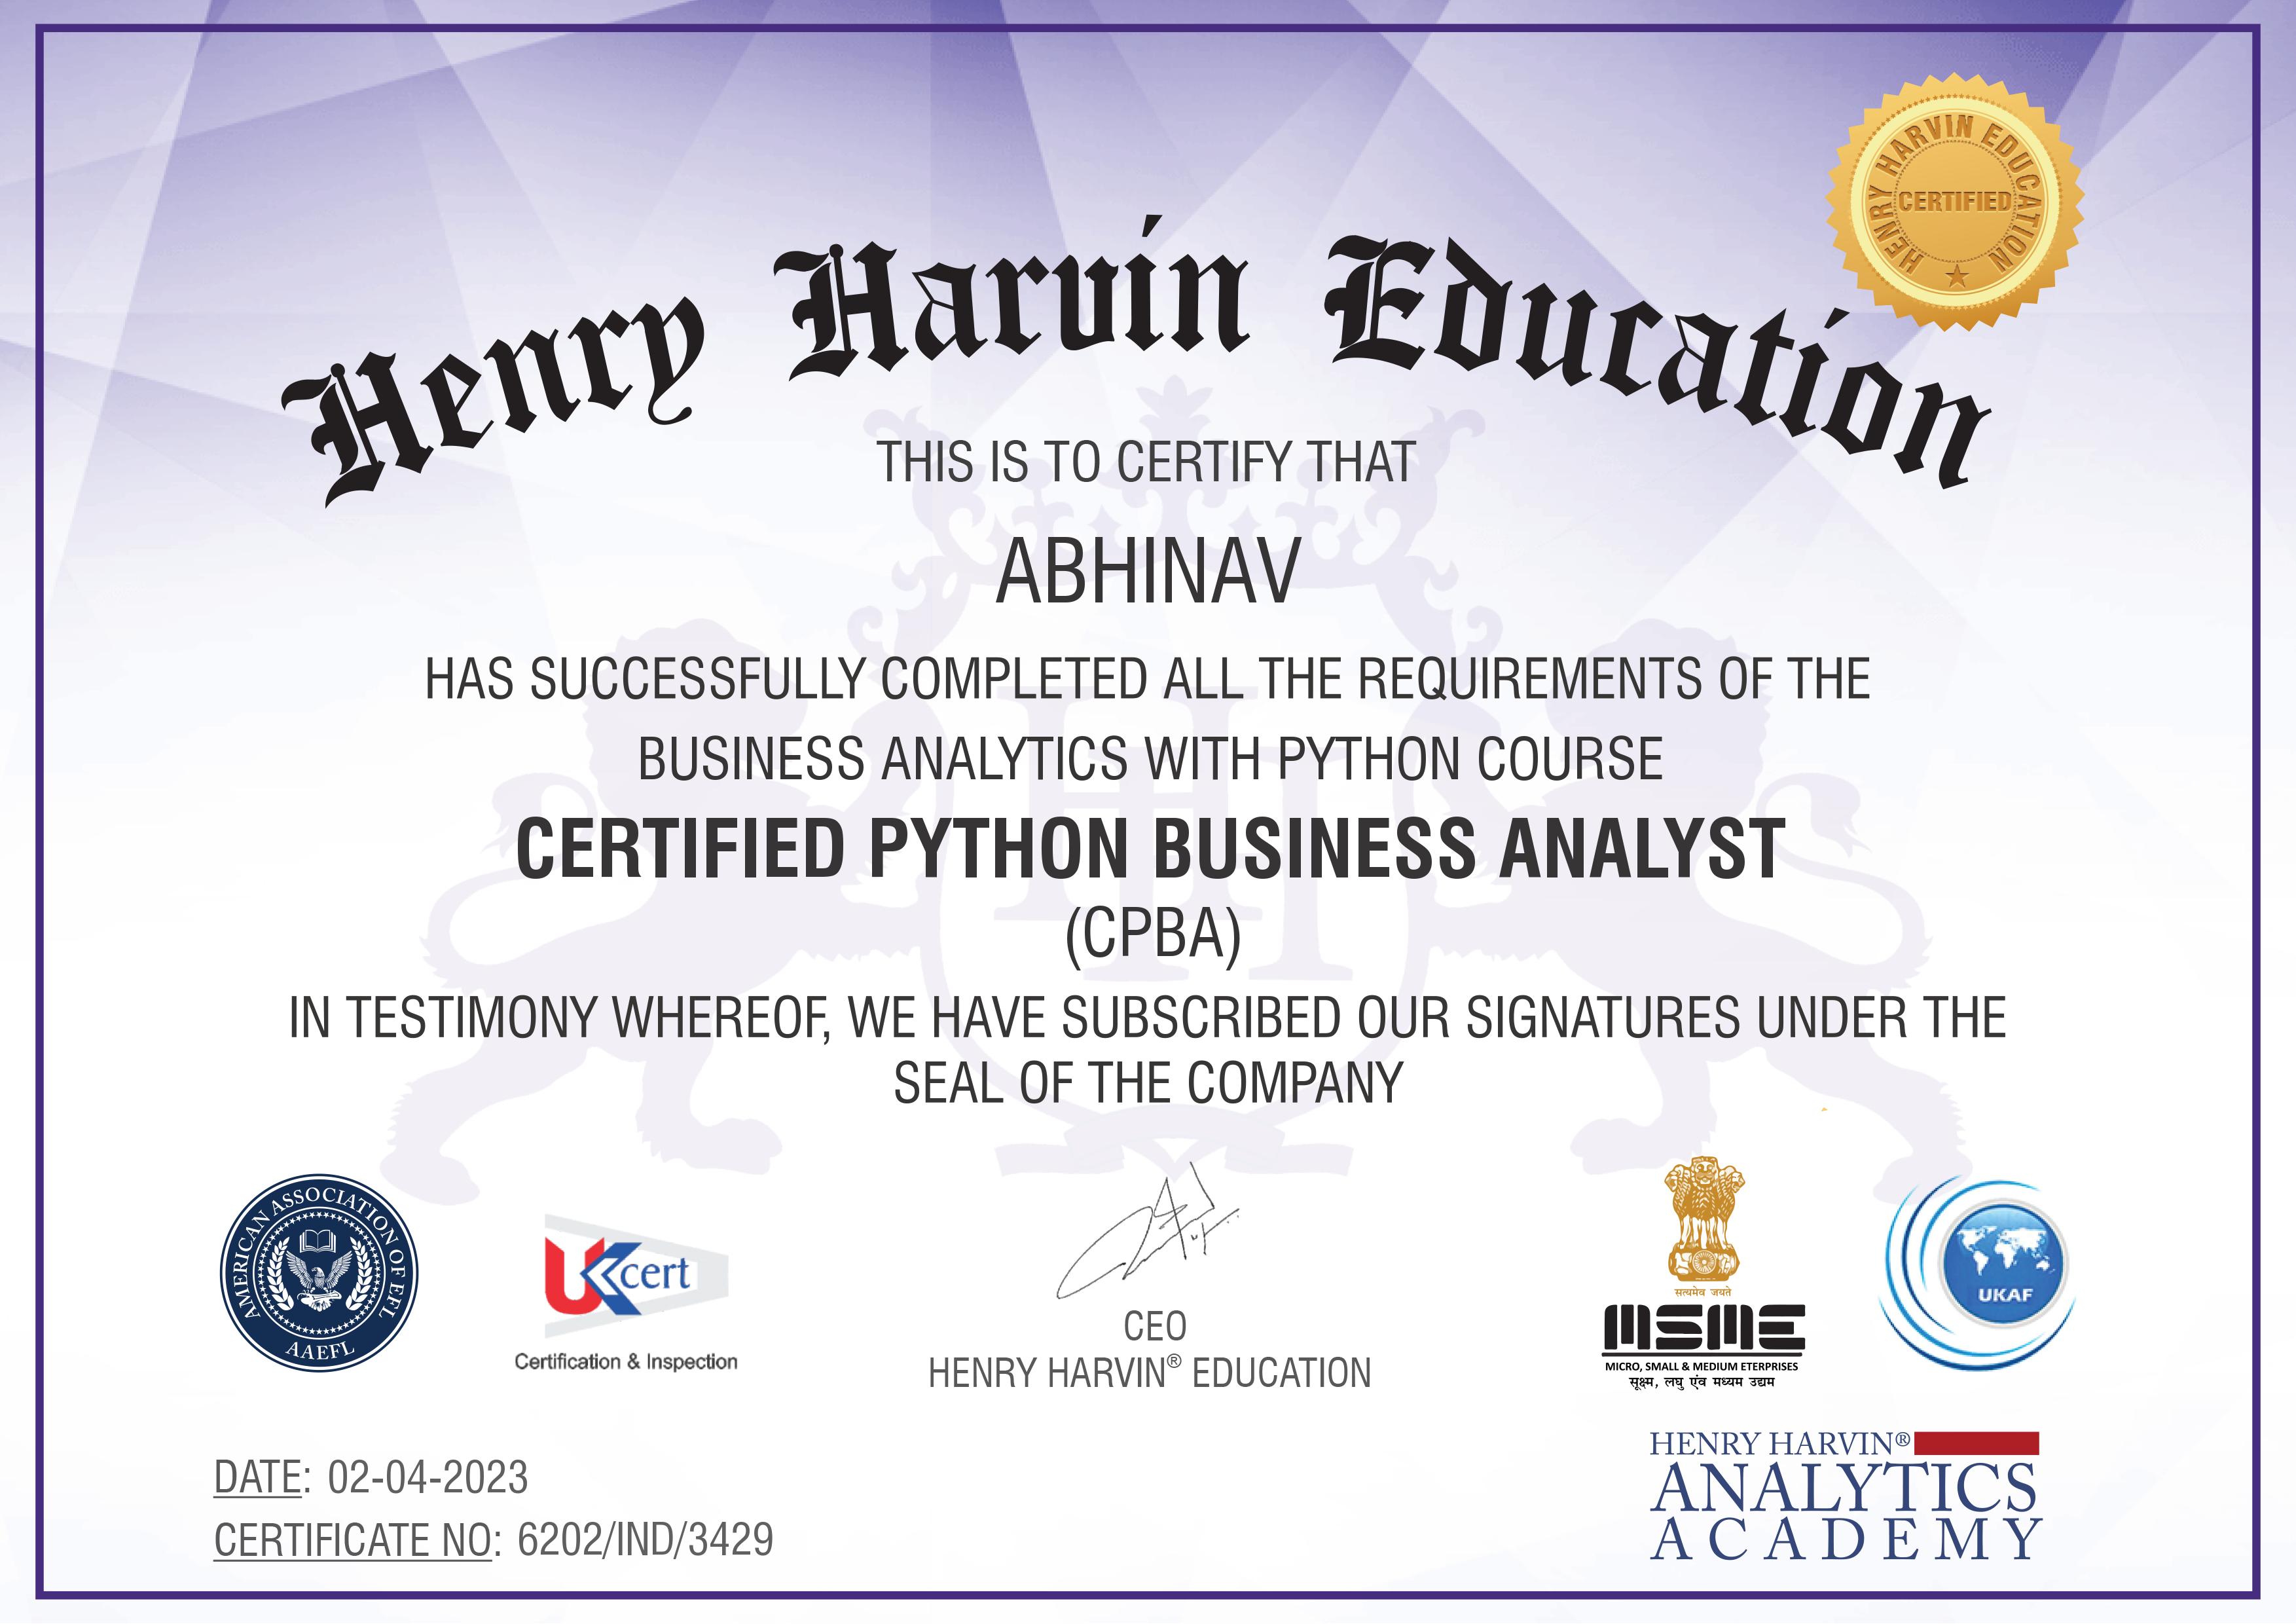 Henry Harvin Education
HENRY HARVIN EDUCATION
CERTIFIED
THIS IS TO CERTIFY THAT
ABHINAV
HAS SUCCESSFULLY COMPLETED ALL THE REQUIREMENTS OF THE
BUSINESS ANALYTICS WITH PYTHON COURSE
CERTIFIED PYTHON BUSINESS ANALYST
(CPBA)
IN TESTIMONY WHEREOF, WE HAVE SUBSCRIBED OUR SIGNATURES UNDER THE
SEAL OF THE COMPANY
AMERICAN ASSOCIATION OF EFL
AAEFL
UKcert
Certification & Inspection
CEO
HENRY HARVIN® EDUCATION
सत्यमेव जयते
MSME
MICRO, SMALL & MEDIUM ETERPRISES
सूक्ष्म, लघु एंव मध्यम उद्यम
UKAF
DATE: 02-04-2023
CERTIFICATE NO: 6202/IND/3429
HENRY HARVIN®
ANALYTICS
ACADEMY